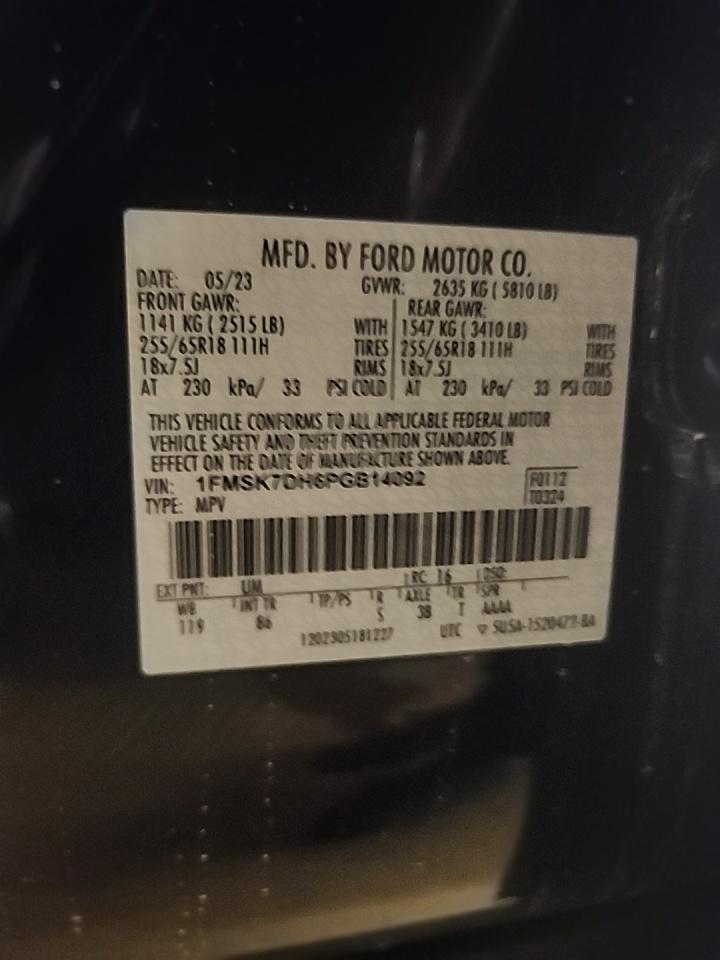 MFD. BY FORD MOTOR CO.
DATE: 05/23 GVWR: 2635 KG ( 5810 LB)
FRONT GAWR: REAR GAWR:
1141 KG ( 2515 LB) WITH 1547 KG ( 3410 LB) WITH
255/65R18 111H TIRES 255/65R18 111H TIRES
18x7.5J RIMS 18x7.5J RIMS
AT 230 kPa/ 33 PSI COLD AT 230 kPa/ 33 PSI COLD
THIS VEHICLE CONFORMS TO ALL APPLICABLE FEDERAL MOTOR
VEHICLE SAFETY AND THEFT PREVENTION STANDARDS IN
EFFECT ON THE DATE OF MANUFACTURE SHOWN ABOVE.
VIN: 1FMSK7DH6PGB14092 F0112
TYPE: MPV T0324
EXT PNT: UM RC 16 DSO:
WB INT TR TP/PS R AXLE TR SPR
119 86 S 38 T AAAA
1202305181227 UTC